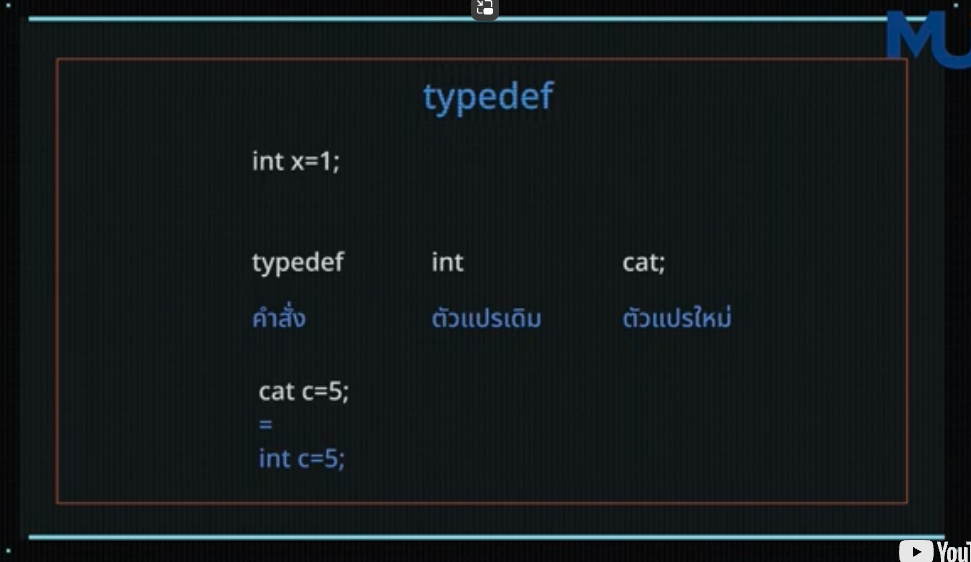 MU
typedef
int x=1;
typedef int cat;
คำสั่ง ตัวแปรเดิม ตัวแปรใหม่
cat c=5;
=
int c=5;